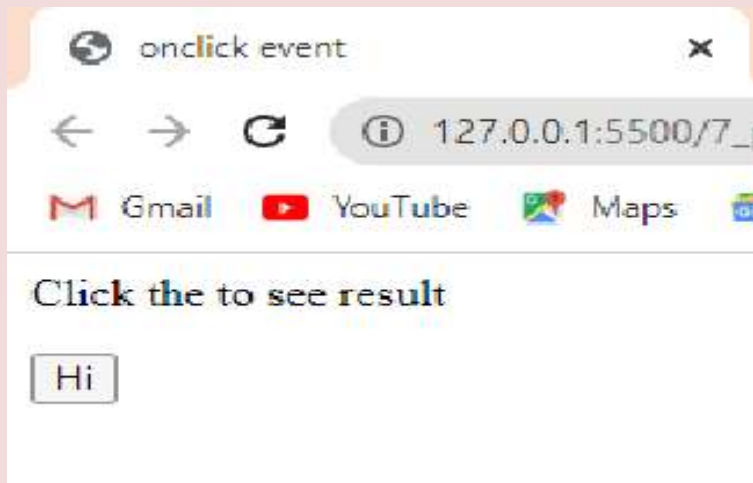 onclick event
127.0.0.1:5500/7_
Gmail YouTube Maps
Click the to see result
Hi